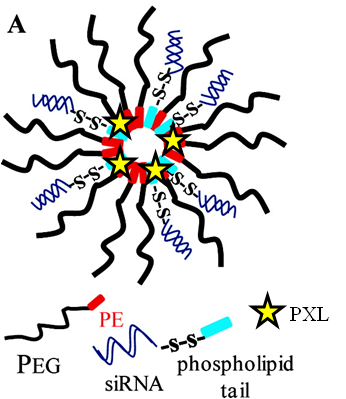 A
-S-S-
-S-S-
-S-S-
-S-S-
-S-S-
-S-S-
PXL
PE
-S-S-
PEG
siRNA
phospholipid
tail